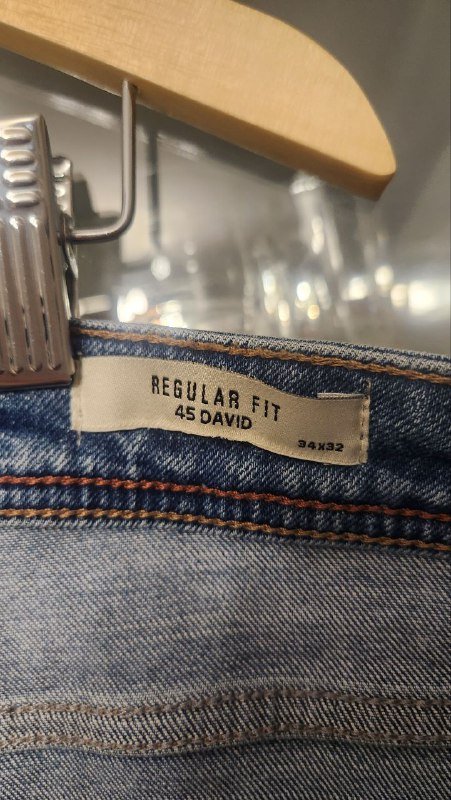 REGULAR FIT
45 DAVID
34X32